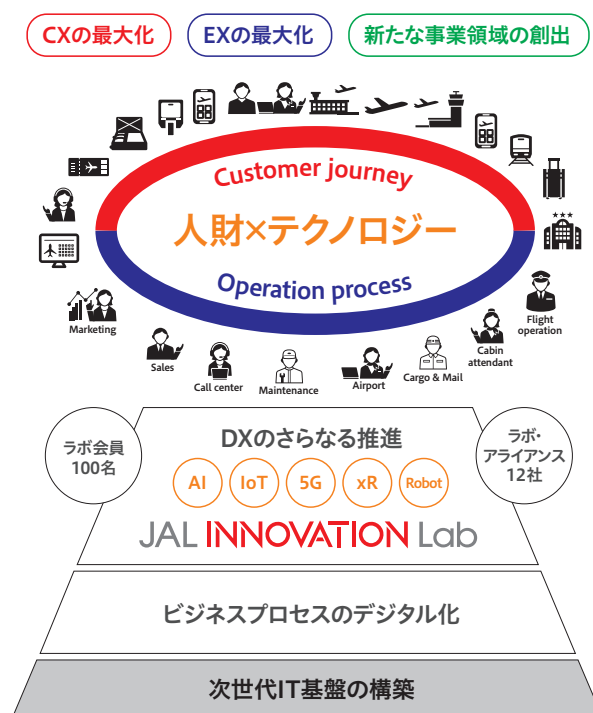 CXの最大化
EXの最大化
新たな事業領域の創出
Customer journey
人財×テクノロジー
Operation process
Marketing
Sales
Call center
Maintenance
Airport
Cargo & Mail
Cabin
attendant
Flight
operation
ラボ会員
100名
DXのさらなる推進
ラボ・
アライアンス
12社
AI
IoT
5G
xR
Robot
JAL INNOVATION Lab
ビジネスプロセスのデジタル化
次世代IT基盤の構築